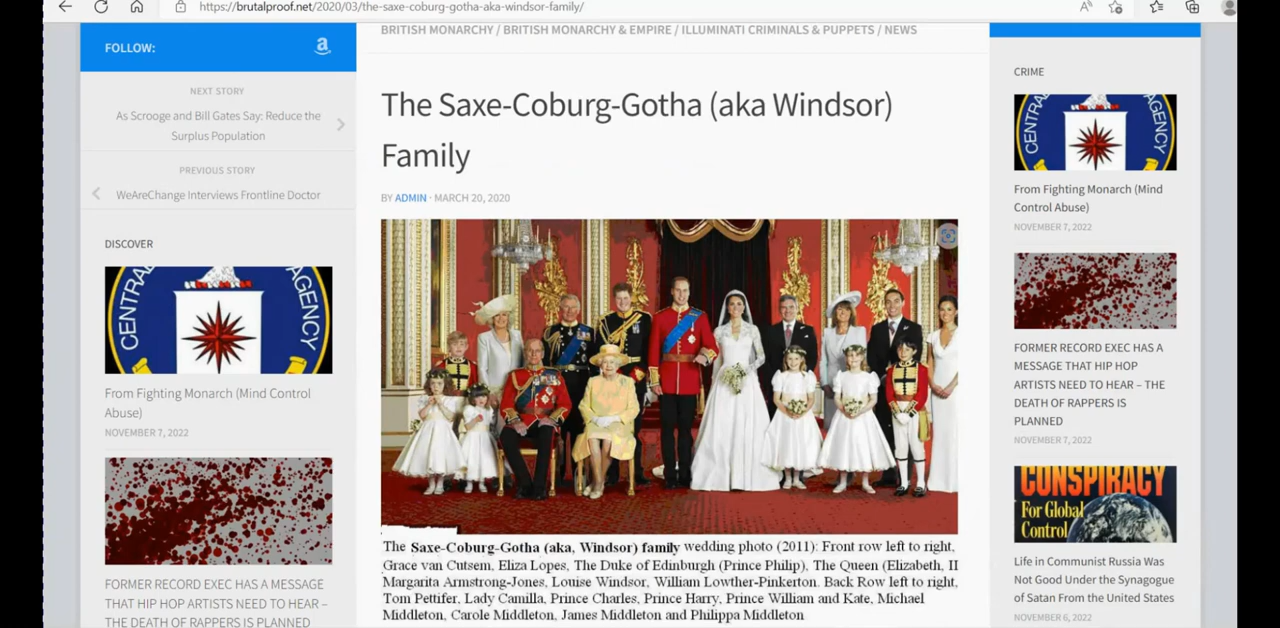 https://brutalproof.net/2020/03/the-saxe-coburg-gotha-aka-windsor-family/
FOLLOW:
NEXT STORY
As Scrooge and Bill Gates Say: Reduce the
Surplus Population
PREVIOUS STORY
WeAreChange Interviews Frontline Doctor
DISCOVER
CENTRAL
AGENCY
From Fighting Monarch (Mind Control
Abuse)
NOVEMBER 7, 2022
FORMER RECORD EXEC HAS A MESSAGE
THAT HIP HOP ARTISTS NEED TO HEAR –
THE DEATH OF RAPPERS IS PLANNED
BRITISH MONARCHY / BRITISH MONARCHY & EMPIRE / ILLUMINATI CRIMINALS & PUPPETS / NEWS
The Saxe-Coburg-Gotha (aka Windsor)
Family
BY ADMIN · MARCH 20, 2020
The Saxe-Coburg-Gotha (aka, Windsor) family wedding photo (2011): Front row left to right,
Grace van Cutsem, Eliza Lopes, The Duke of Edinburgh (Prince Philip), The Queen (Elizabeth, II
Margarita Armstrong-Jones, Louise Windsor, William Lowther-Pinkerton. Back Row left to right,
Tom Pettifer, Lady Camilla, Prince Charles, Prince Harry, Prince William and Kate, Michael
Middleton, Carole Middleton, James Middleton and Philippa Middleton
CRIME
CENTRAL
AGENCY
From Fighting Monarch (Mind
Control Abuse)
NOVEMBER 7, 2022
FORMER RECORD EXEC HAS A
MESSAGE THAT HIP HOP
ARTISTS NEED TO HEAR – THE
DEATH OF RAPPERS IS
PLANNED
NOVEMBER 7, 2022
CONSPIRACY
For Global
Control
Life in Communist Russia Was
Not Good Under the Synagogue
of Satan From the United States
NOVEMBER 6, 2022